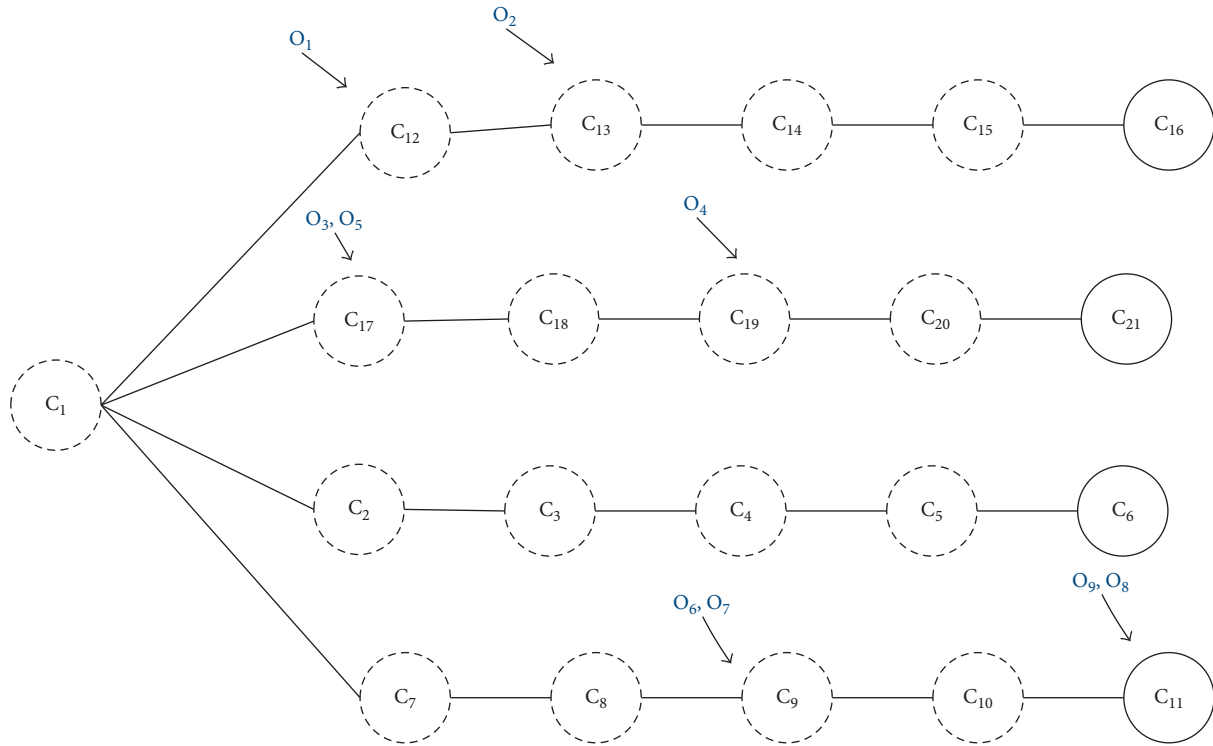 O₁
O₂
C₁₂
C₁₃
C₁₄
C₁₅
C₁₆
O₃, O₅
O₄
C₁₇
C₁₈
C₁₉
C₂₀
C₂₁
C₁
C₂
C₃
C₄
C₅
C₆
O₆, O₇
O₉, O₈
C₇
C₈
C₉
C₁₀
C₁₁